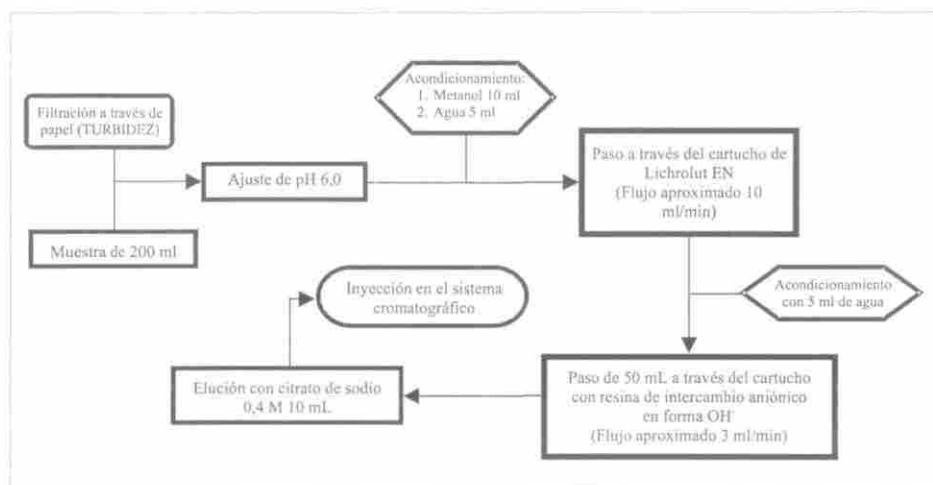 Filtración a través de
papel (TURBIDEZ)
Muestra de 200 ml
Ajuste de pH 6,0
Acondicionamiento:
1. Metanol 10 ml
2. Agua 5 ml
Paso a través del cartucho de
Lichrolut EN
(Flujo aproximado 10
ml/min)
Acondicionamiento
con 5 ml de agua
Paso de 50 mL a través del cartucho
con resina de intercambio aniónico
en forma OH-
(Flujo aproximado 3 ml/min)
Elución con citrato de sodio
0,4 M 10 mL
Inyección en el sistema
cromatográfico